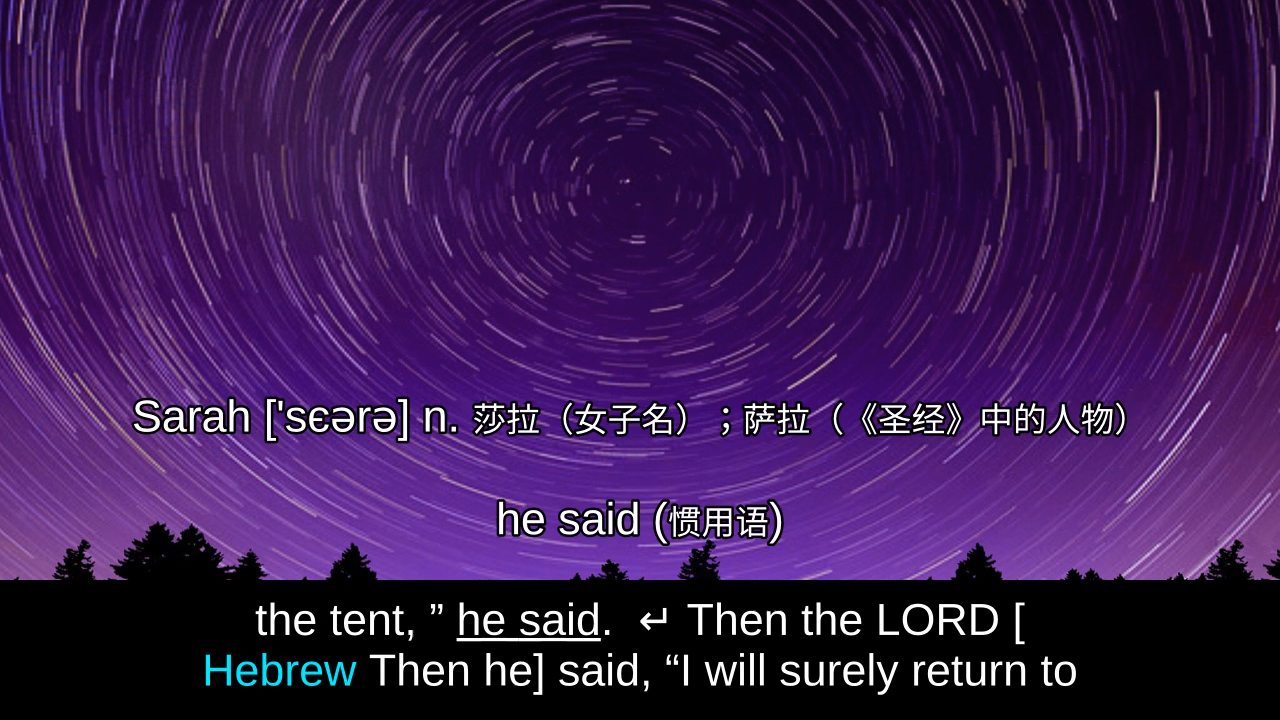 Sarah ['sɛərə] n. 莎拉（女子名）；萨拉（《圣经》中的人物）
he said (惯用语)
the tent, ” he said.  ↵ Then the LORD [
Hebrew Then he] said, “I will surely return to